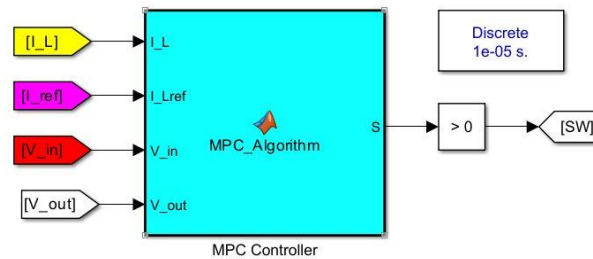 [I_L]
[I_ref]
[V_in]
[V_out]
I_L
I_Lref
V_in
V_out
MPC_Algorithm
S
MPC Controller
Discrete
1e-05 s.
> 0
[SW]